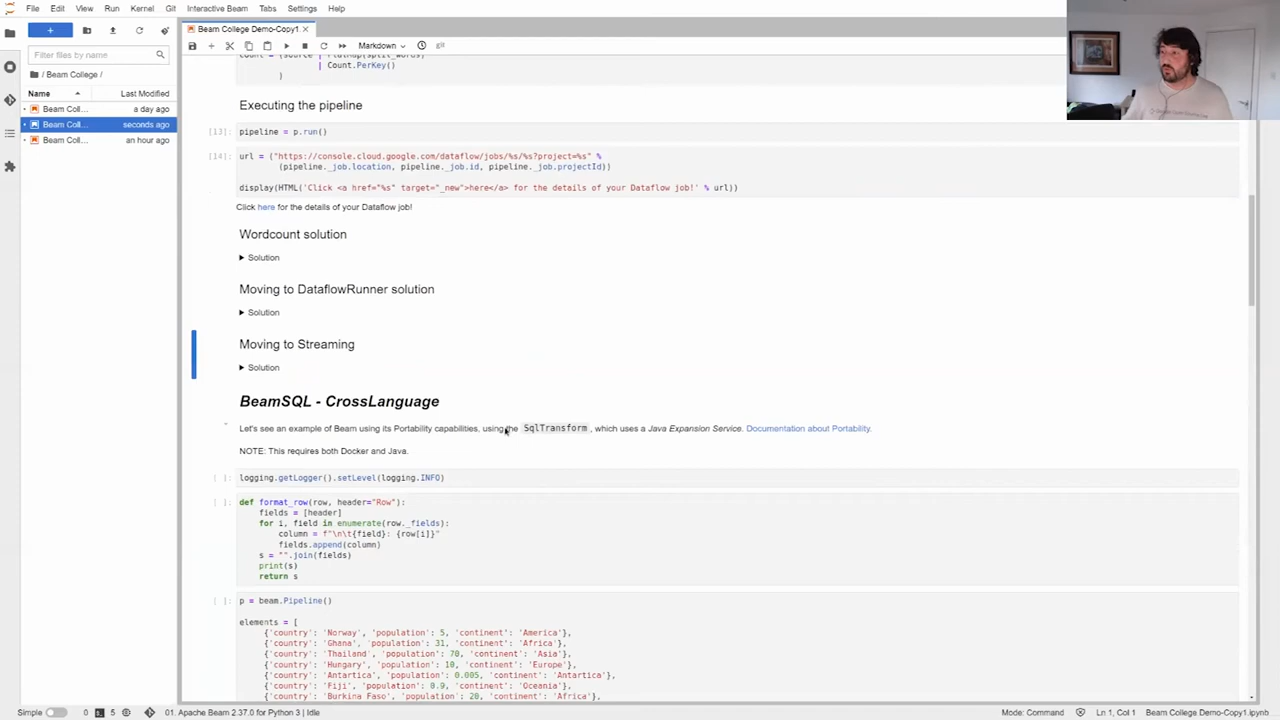 File Edit View Run Kernel Git Interactive Beam Tabs Settings Help
Beam College Demo-Copy1
Markdown
git
Filter files by name
/ Beam College /
Name Last Modified
Beam Coll... a day ago
Beam Coll... seconds ago
Beam Coll... an hour ago
| Count.PerKey()
)
Executing the pipeline
[13]: pipeline = p.run()
[14]: url = ("https://console.cloud.google.com/dataflow/jobs/%s/%s?project=%s" %
(pipeline._job.location, pipeline._job.id, pipeline._job.projectId))
display(HTML('Click <a href="%s" target="_new">here</a> for the details of your Dataflow job!' % url))
Click here for the details of your Dataflow job!
Wordcount solution
Solution
Moving to DataflowRunner solution
Solution
Moving to Streaming
Solution
BeamSQL - CrossLanguage
Let's see an example of Beam using its Portability capabilities, using the SqlTransform, which uses a Java Expansion Service. Documentation about Portability.
NOTE: This requires both Docker and Java.
[ ]: logging.getLogger().setLevel(logging.INFO)
[ ]: def format_row(row, header="Row"):
fields = [header]
for i, field in enumerate(row._fields):
column = f"\n\t{field}: {row[i]}"
fields.append(column)
s = "".join(fields)
print(s)
return s
[ ]: p = beam.Pipeline()
elements = [
{'country': 'Norway', 'population': 5, 'continent': 'America'},
{'country': 'Ghana', 'population': 31, 'continent': 'Africa'},
{'country': 'Thailand', 'population': 70, 'continent': 'Asia'},
{'country': 'Hungary', 'population': 10, 'continent': 'Europe'},
{'country': 'Antartica', 'population': 0.005, 'continent': 'Antartica'},
{'country': 'Fiji', 'population': 0.9, 'continent': 'Oceania'},
{'country': 'Burkina Faso', 'population': 20, 'continent': 'Africa'},
Simple 0 5 01. Apache Beam 2.37.0 for Python 3 | Idle Mode: Command Ln 1, Col 1 Beam College Demo-Copy1.ipynb